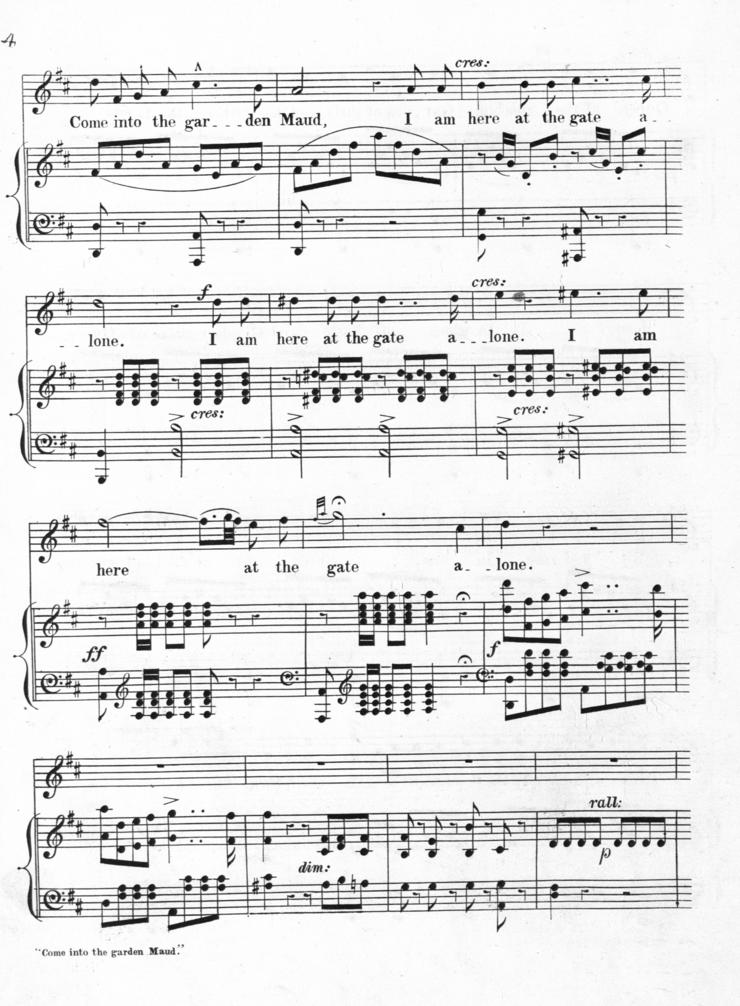 4
cres:
Come into the gar---den Maud, I am here at the gate a-
f cres:
--lone. I am here at the gate a--lone. I am
cres: cres:
here at the gate a--lone.
ff f
rall:
p
dim:
"Come into the garden Maud."